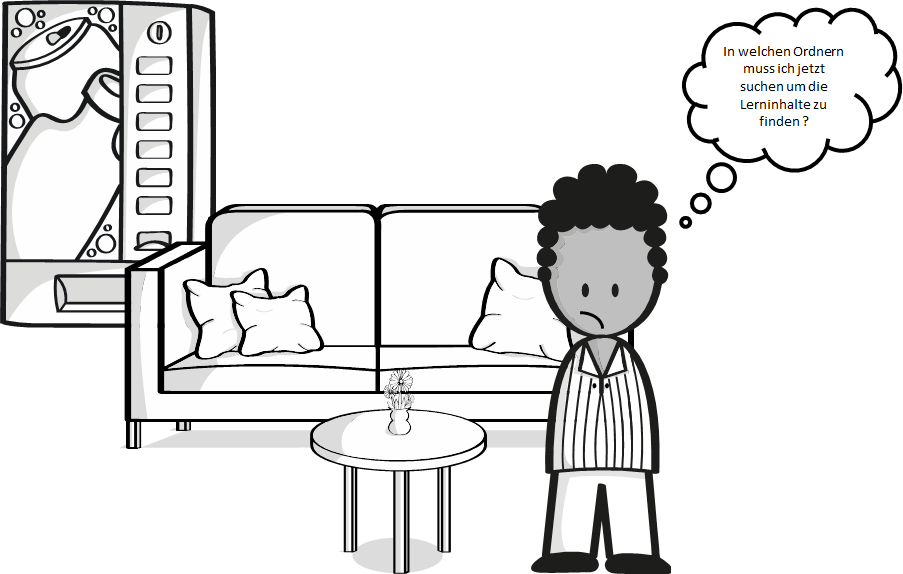 In welchen Ordnern
muss ich jetzt
suchen um die
Lerninhalte zu
finden ?